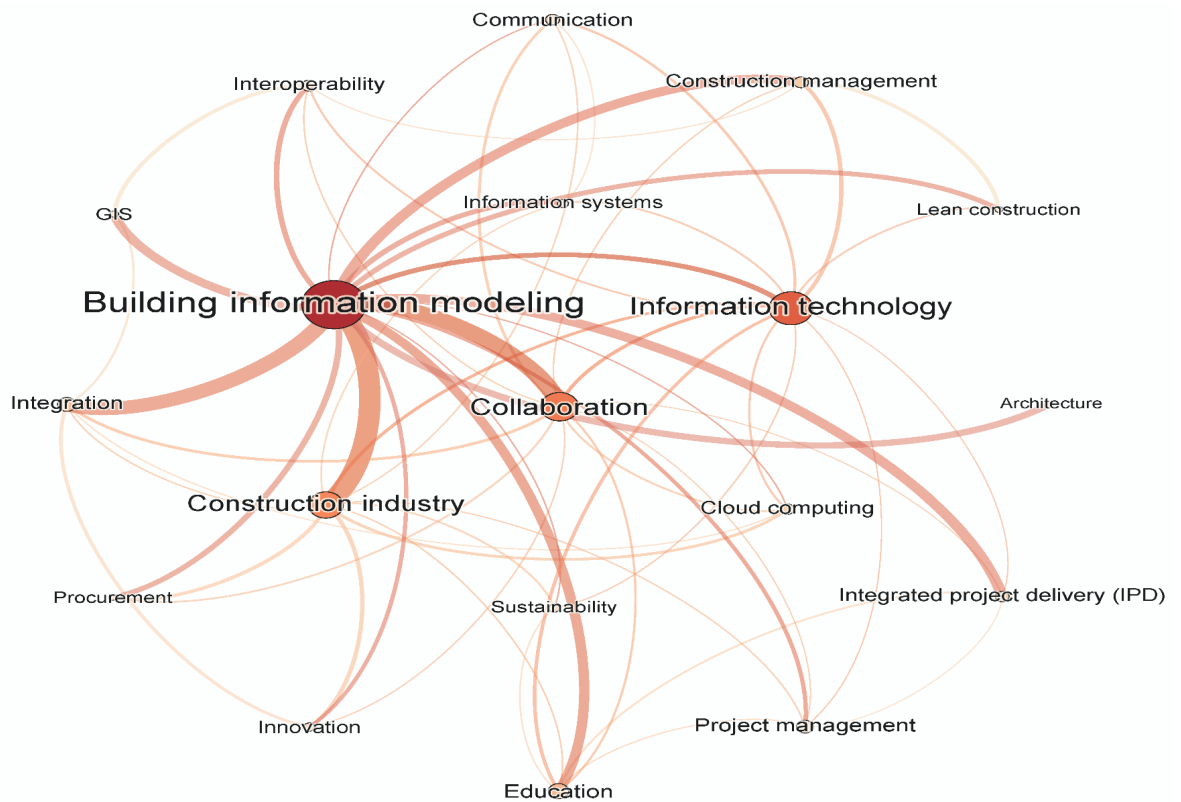 Communication
Construction management
Interoperability
Information systems
Lean construction
GIS
Building information modeling
Information technology
Integration
Collaboration
Architecture
Construction industry
Cloud computing
Procurement
Sustainability
Integrated project delivery (IPD)
Innovation
Project management
Education